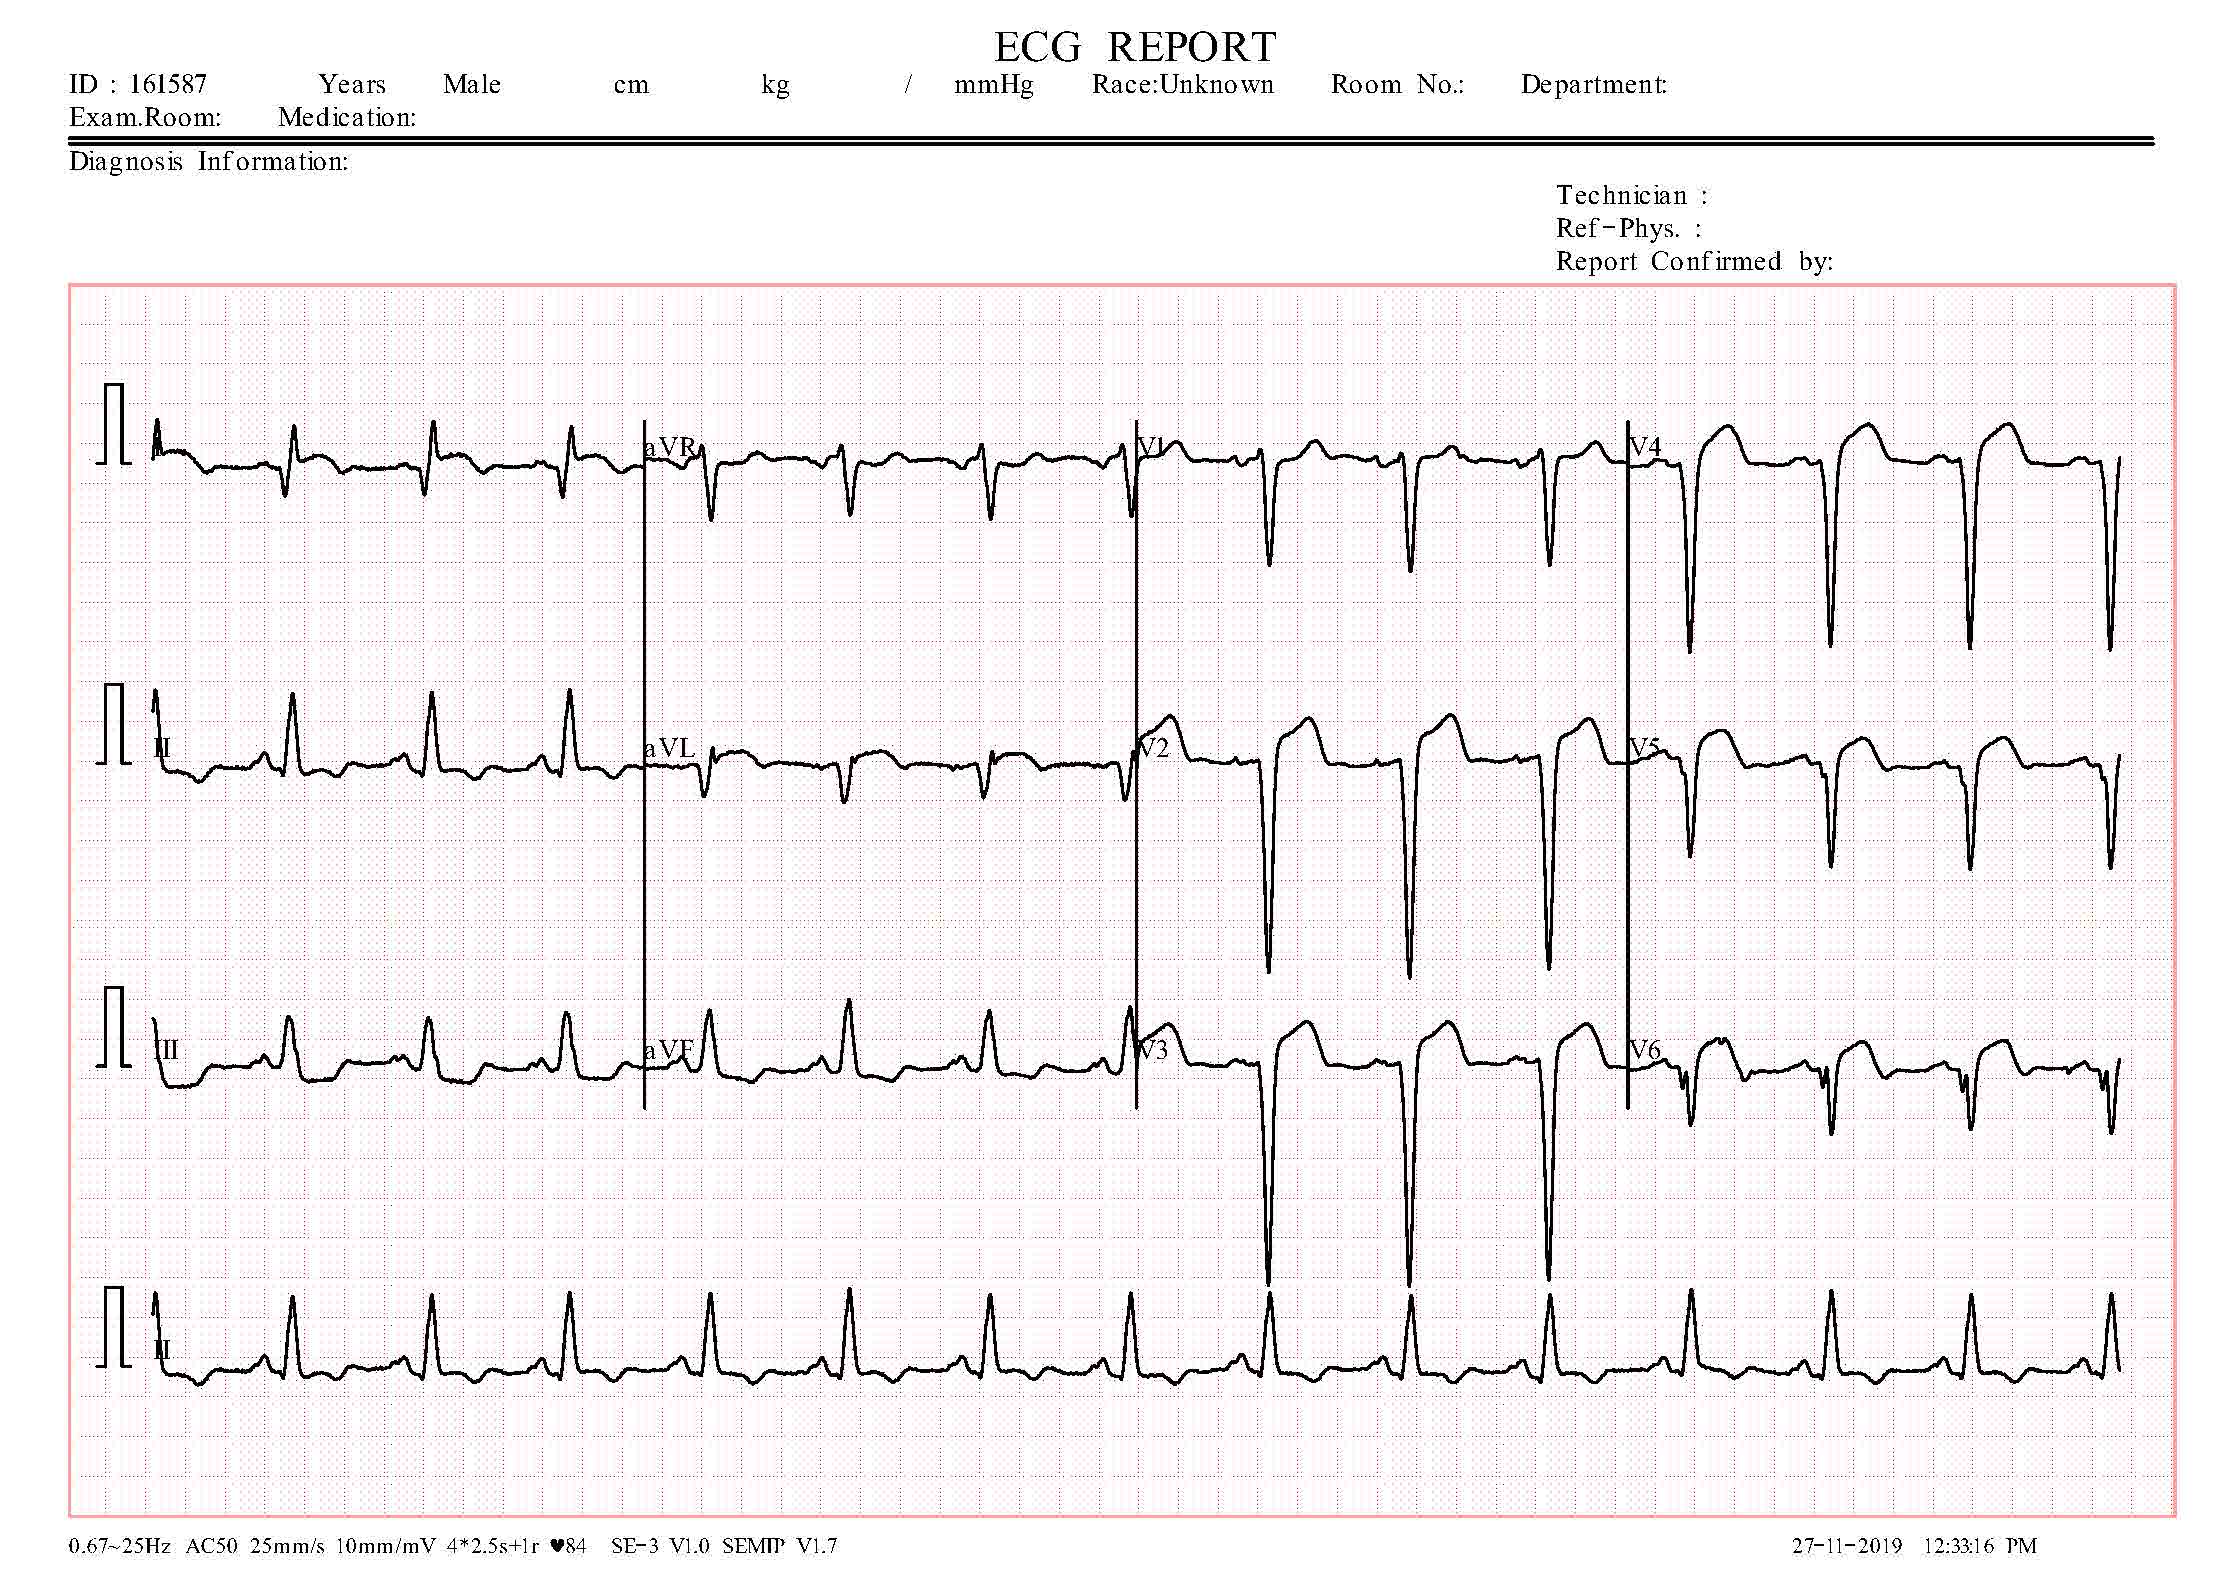 ECG REPORT
ID : 161587 Years Male cm kg / mmHg Race:Unknown Room No.: Department:
Exam.Room: Medication:
Diagnosis Information:
Technician :
Ref-Phys. :
Report Confirmed by:
I aVR V1 V4
II aVL V2 V5
III aVF V3 V6
II
0.67~25Hz AC50 25mm/s 10mm/mV 4*2.5s+1r ♥84 SE-3 V1.0 SEMIP V1.7 27-11-2019 12:33:16 PM